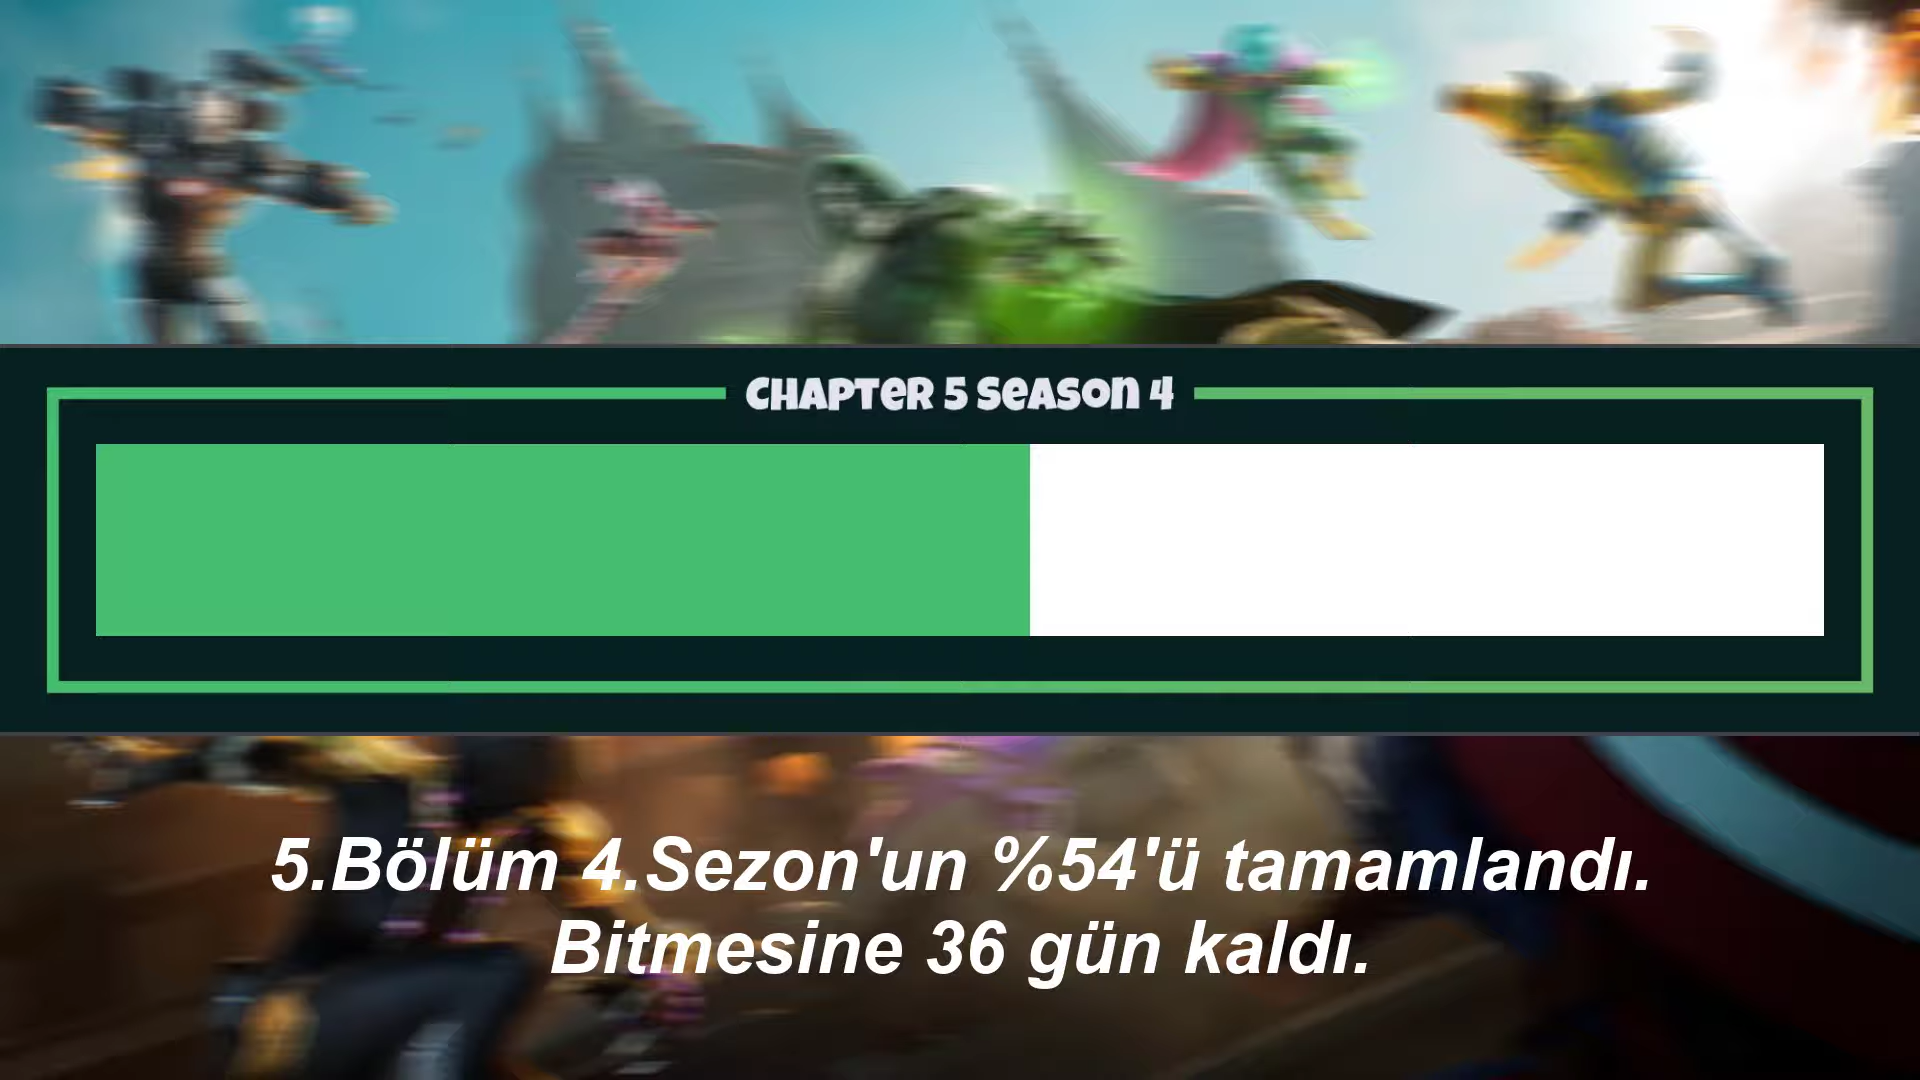 CHAPTER 5 SEASON 4
5.Bölüm 4.Sezon'un %54'ü tamamlandı.
Bitmesine 36 gün kaldı.